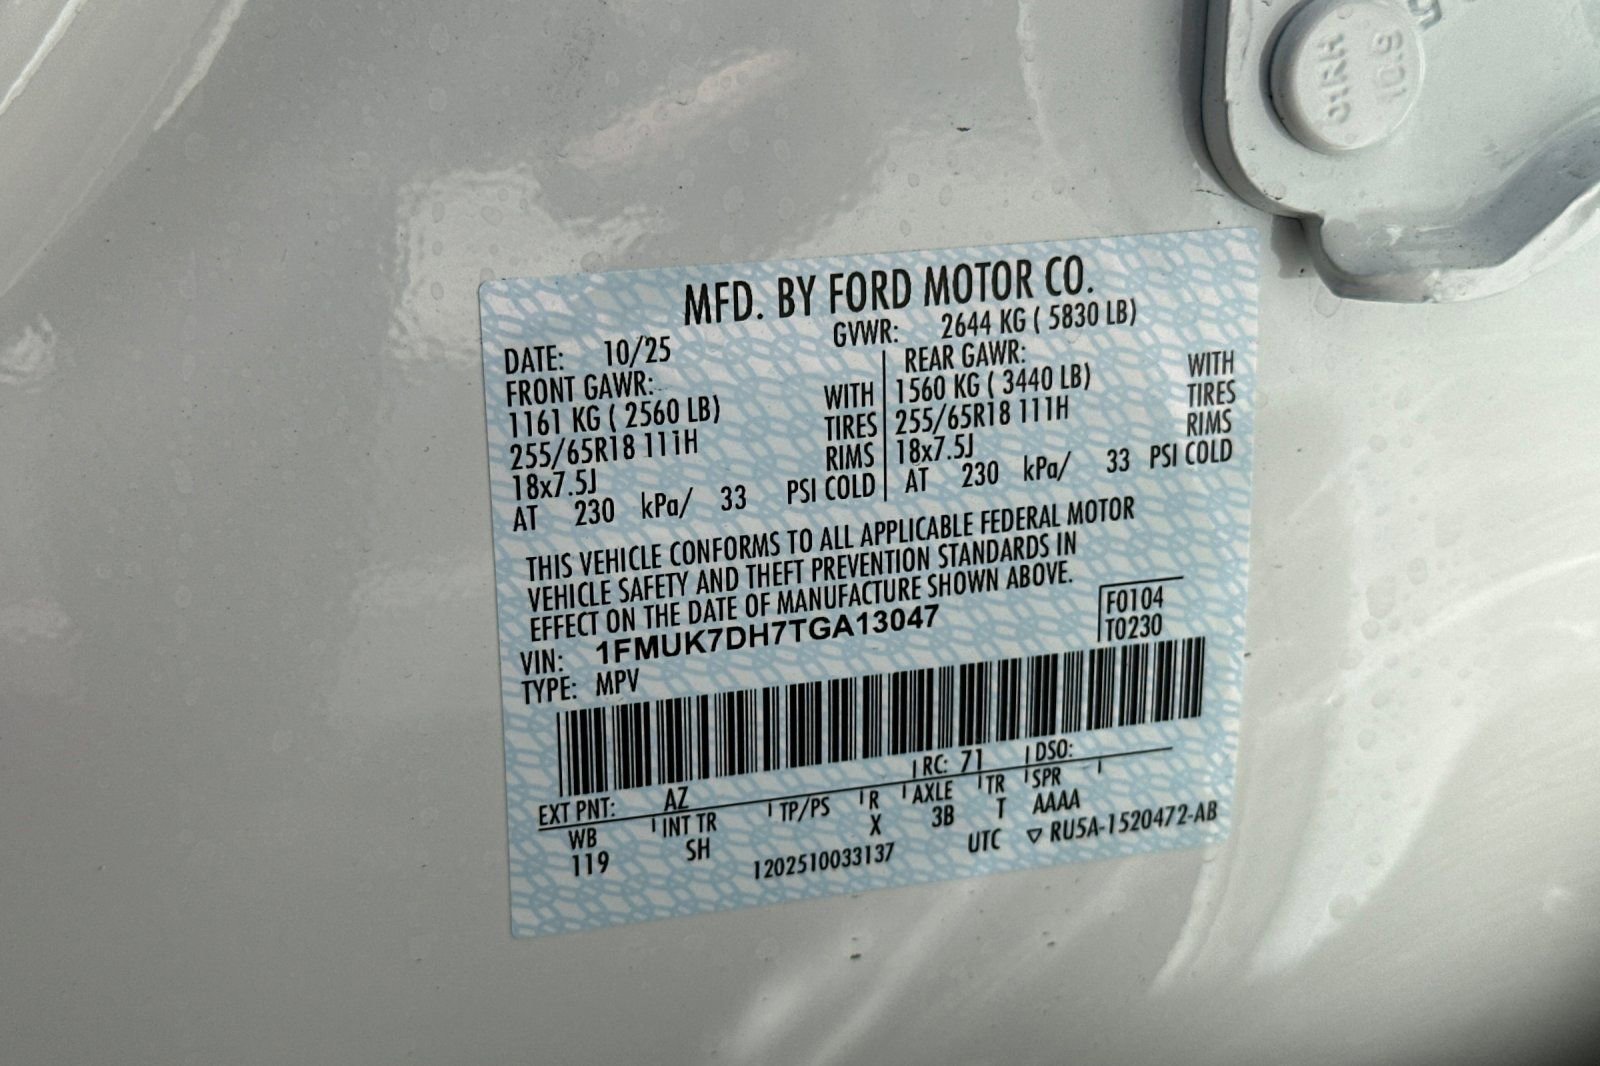 HRH
10.9
5
MFD. BY FORD MOTOR CO.
DATE: 10/25 GVWR: 2644 KG ( 5830 LB)
FRONT GAWR: REAR GAWR:
1161 KG ( 2560 LB) WITH 1560 KG ( 3440 LB) WITH
255/65R18 111H TIRES 255/65R18 111H TIRES
18x7.5J RIMS 18x7.5J RIMS
AT 230 kPa/ 33 PSI COLD AT 230 kPa/ 33 PSI COLD
THIS VEHICLE CONFORMS TO ALL APPLICABLE FEDERAL MOTOR
VEHICLE SAFETY AND THEFT PREVENTION STANDARDS IN
EFFECT ON THE DATE OF MANUFACTURE SHOWN ABOVE.
VIN: 1FMUK7DH7TGA13047 F0104
TYPE: MPV T0230
EXT PNT: AZ RC: 71 DSO:
WB INT TR TP/PS R AXLE TR SPR
119 SH X 3B T AAAA
1202510033137 UTC ▽ RU5A-1520472-AB